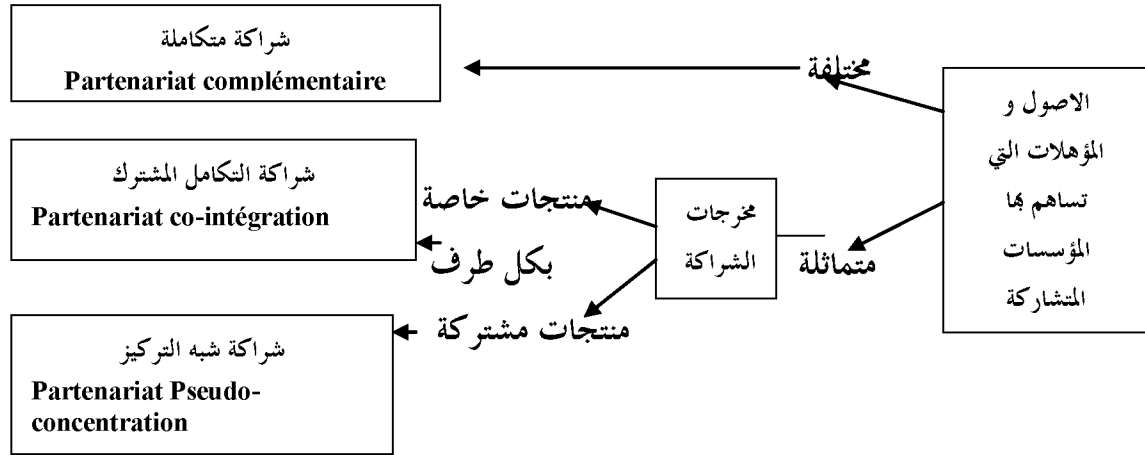 شراكة متكاملة
Partenariat complémentaire
مختلفة
الاصول و
المؤهلات التي
تساهم بها
المؤسسات
المتشاركة
شراكة التكامل المشترك
Partenariat co-intégration
منتجات خاصة
بكل طرف
مخرجات
الشراكة
متماثلة
منتجات مشتركة
شراكة شبه التركيز
Partenariat Pseudo-
concentration